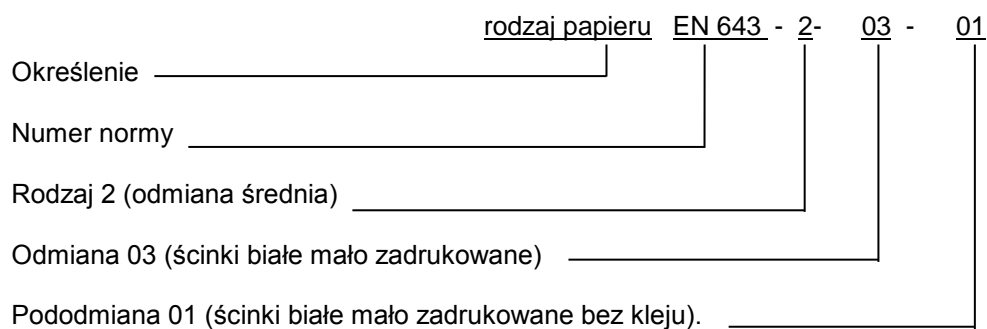 rodzaj papieru EN 643 - 2- 03 - 01
Określenie
Numer normy
Rodzaj 2 (odmiana średnia)
Odmiana 03 (ścinki białe mało zadrukowane)
Pododmiana 01 (ścinki białe mało zadrukowane bez kleju).